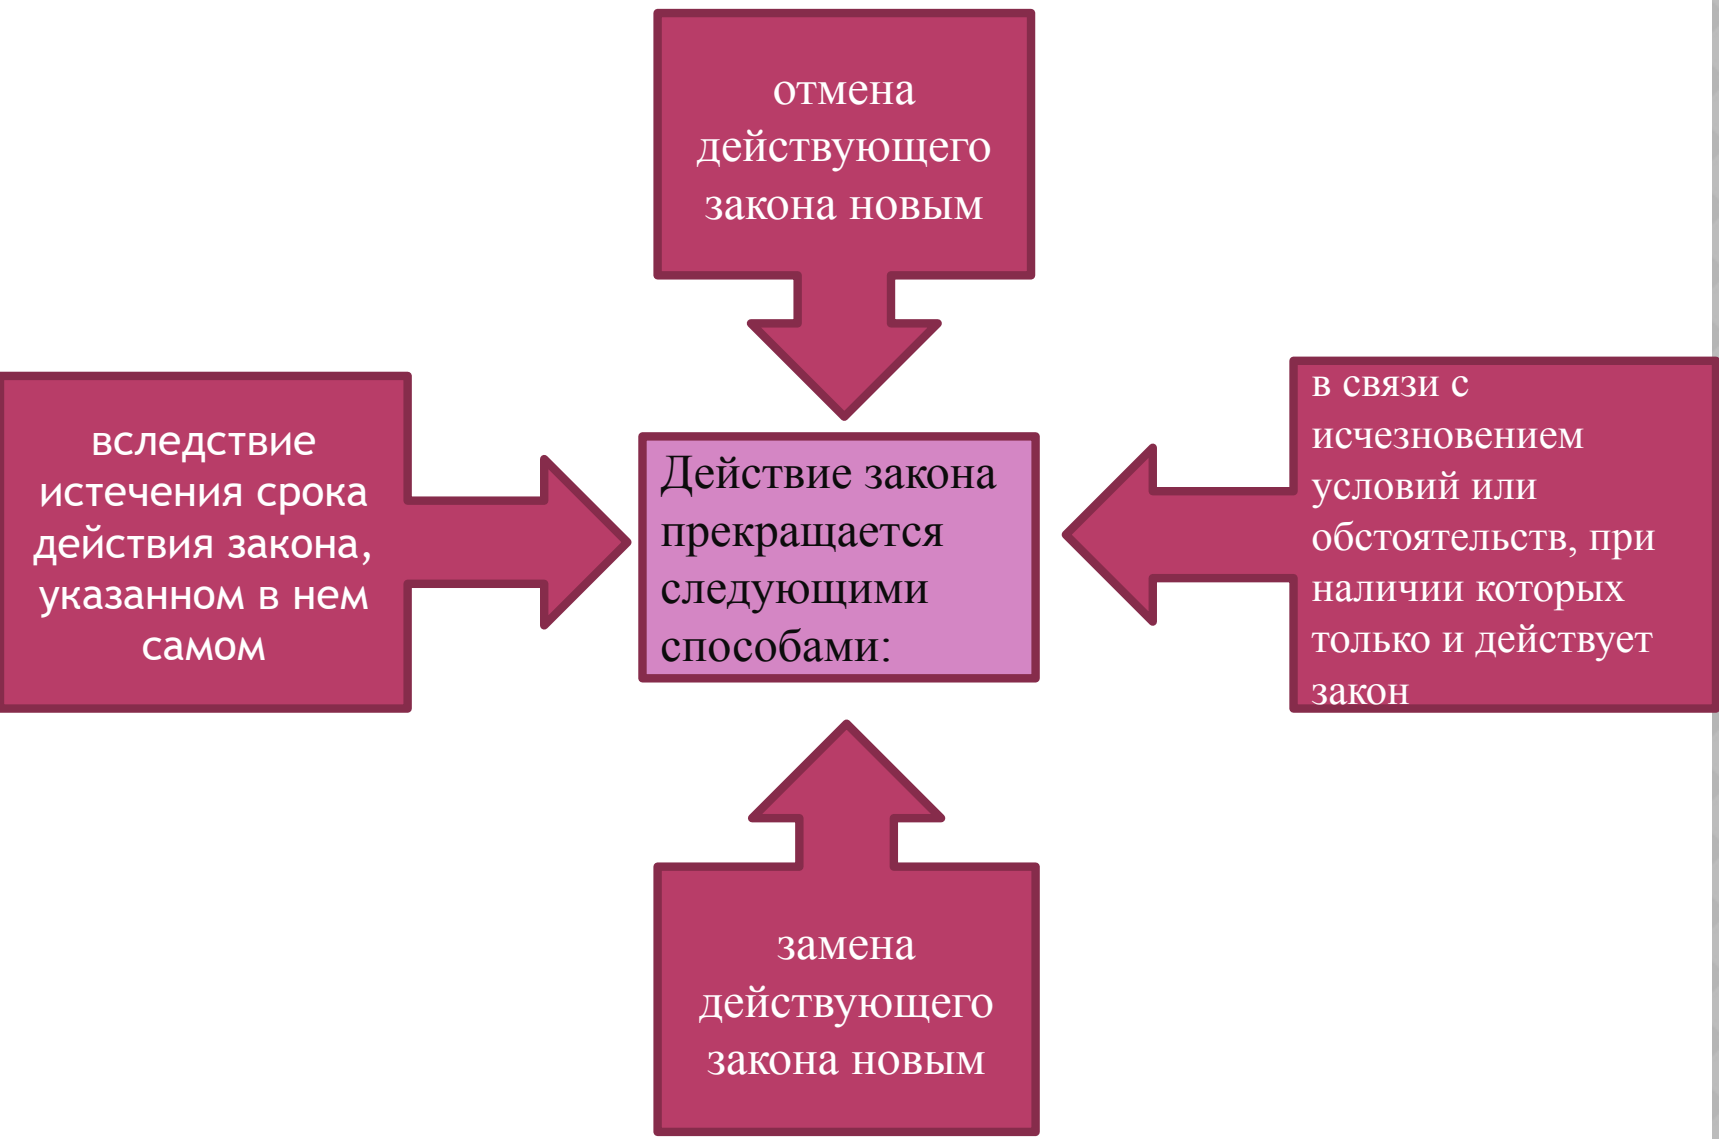 отмена
действующего
закона новым
вследствие
истечения срока
действия закона,
указанном в нем
самом
Действие закона
прекращается
следующими
способами:
в связи с
исчезновением
условий или
обстоятельств, при
наличии которых
только и действует
закон
замена
действующего
закона новым